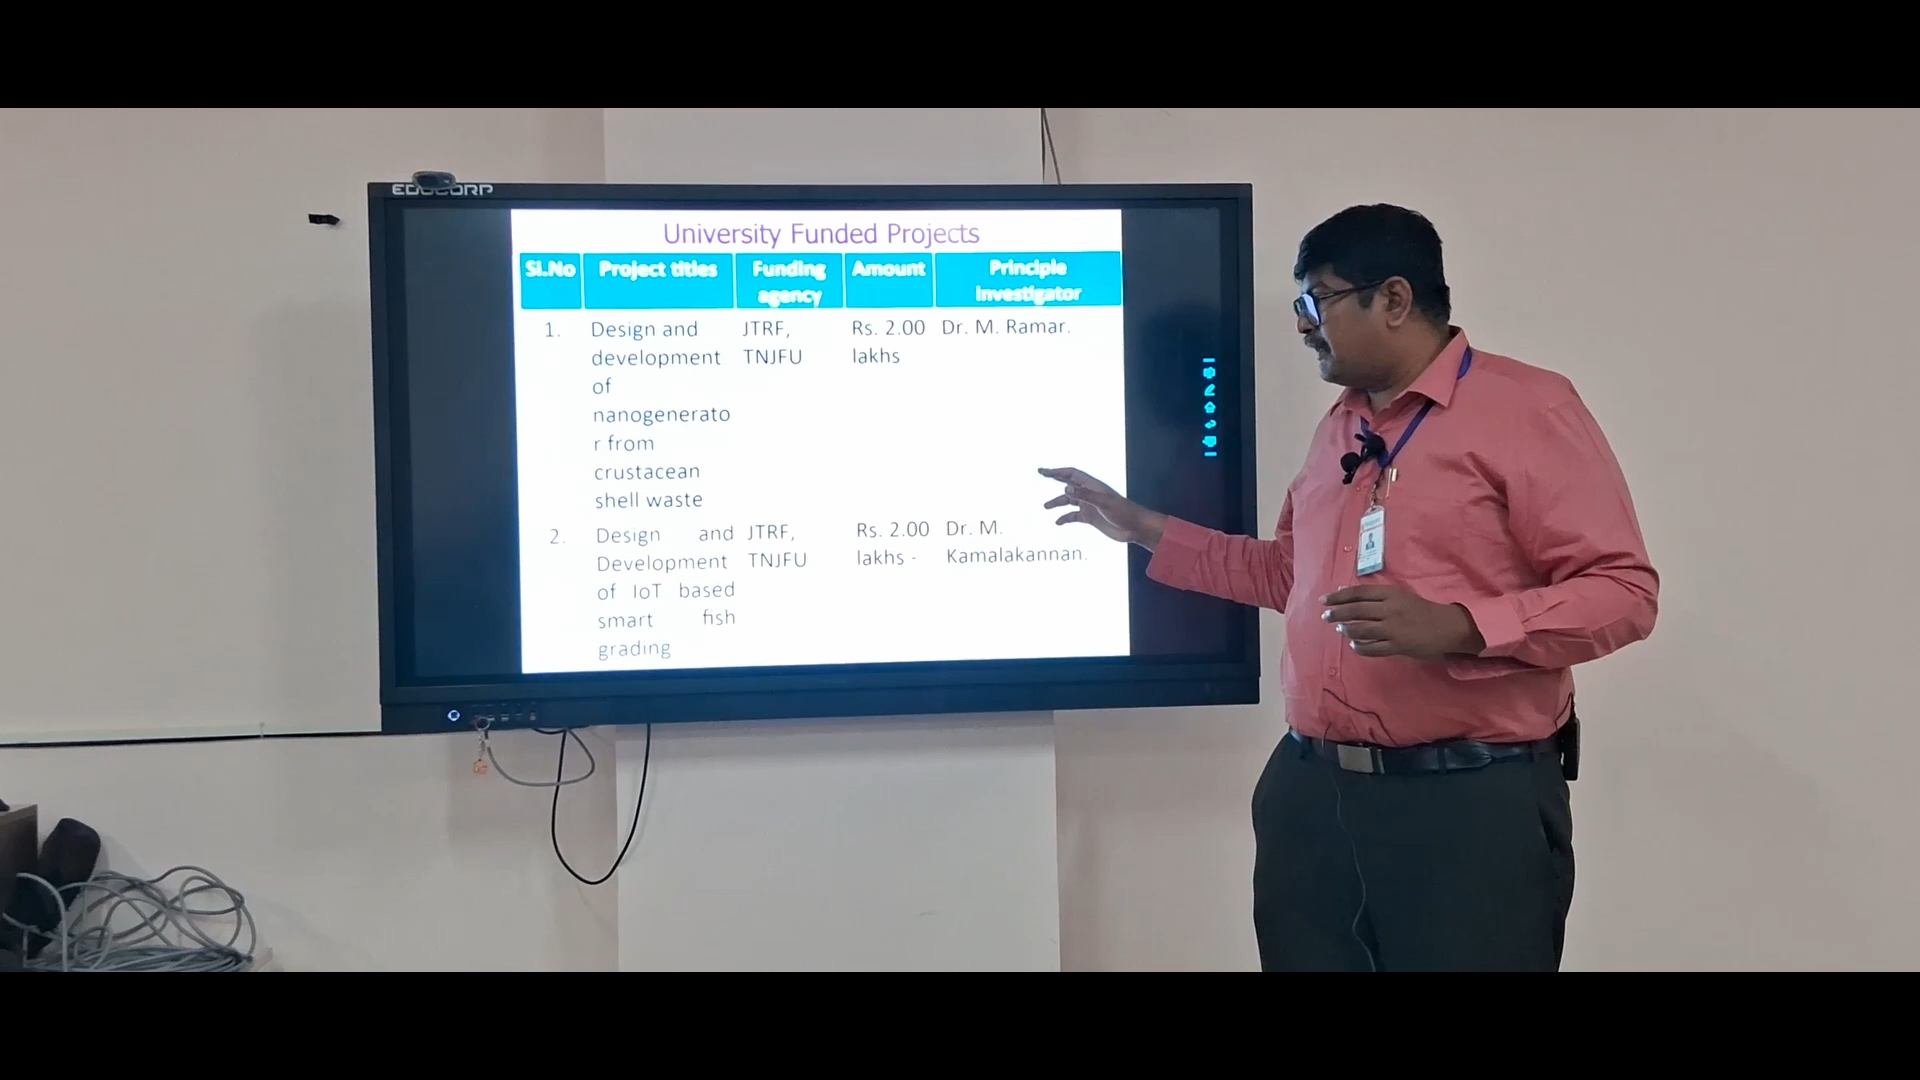 EDUCORP
University Funded Projects
Sl.No Project titles Funding agency Amount Principle Investigator
1. Design and JTRF, Rs. 2.00 Dr. M. Ramar.
development TNJFU lakhs
of
nanogenerato
r from
crustacean
shell waste
2. Design and JTRF, Rs. 2.00 Dr. M.
Development TNJFU lakhs - Kamalakannan.
of IoT based
smart fish
grading